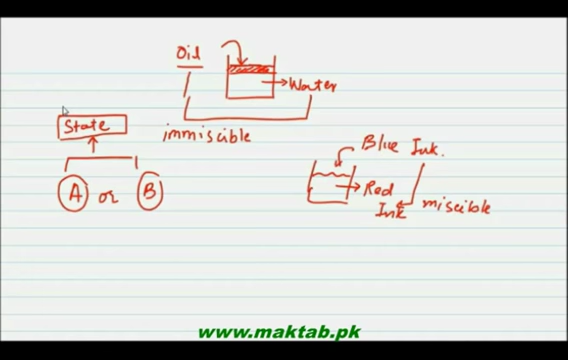 Oil
Water
State
immiscible
A or B
Blue Ink.
Red
Ink
miscible
www.maktab.pk